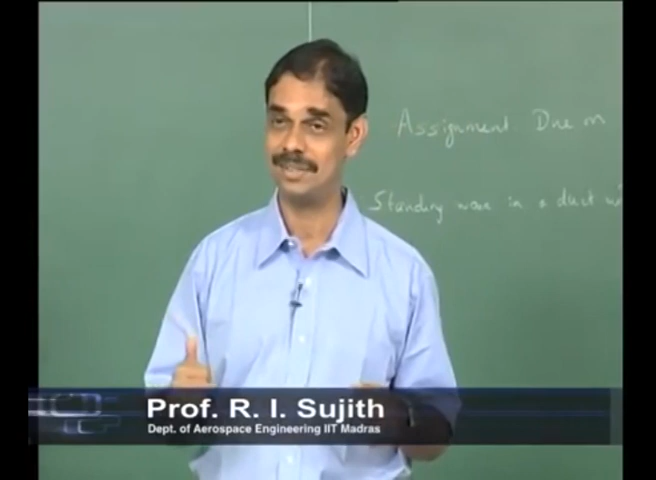 Assignment Due on
Standing wave in a duct
Prof. R. I. Sujith
Dept. of Aerospace Engineering IIT Madras